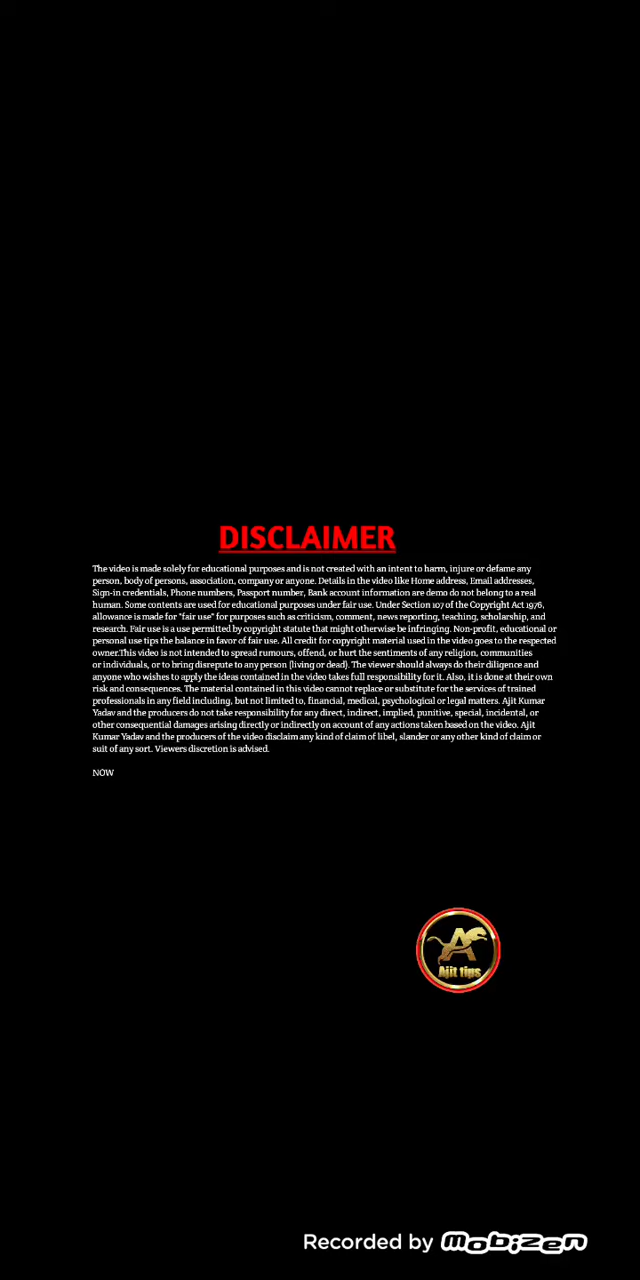 DISCLAIMER
The video is made solely for educational purposes and is not created with an intent to harm, injure or defame any
person, body of persons, association, company or anyone. Details in the video like Home address, Email addresses,
Sign-in credentials, Phone numbers, Passport number, Bank account information are demo do not belong to a real
human. Some contents are used for educational purposes under fair use. Under Section 107 of the Copyright Act 1976,
allowance is made for "fair use" for purposes such as criticism, comment, news reporting, teaching, scholarship, and
research. Fair use is a use permitted by copyright statute that might otherwise be infringing. Non-profit, educational or
personal use tips the balance in favor of fair use. All credit for copyright material used in the video goes to the respected
owner.This video is not intended to spread rumours, offend, or hurt the sentiments of any religion, communities
or individuals, or to bring disrepute to any person (living or dead). The viewer should always do their diligence and
anyone who wishes to apply the ideas contained in the video takes full responsibility for it. Also, it is done at their own
risk and consequences. The material contained in this video cannot replace or substitute for the services of trained
professionals in any field including, but not limited to, financial, medical, psychological or legal matters. Ajit Kumar
Yadav and the producers do not take responsibility for any direct, indirect, implied, punitive, special, incidental, or
other consequential damages arising directly or indirectly on account of any actions taken based on the video. Ajit
Kumar Yadav and the producers of the video disclaim any kind of claim of libel, slander or any other kind of claim or
suit of any sort. Viewers discretion is advised.
NOW
A
Ajit tips
Recorded by mobizen